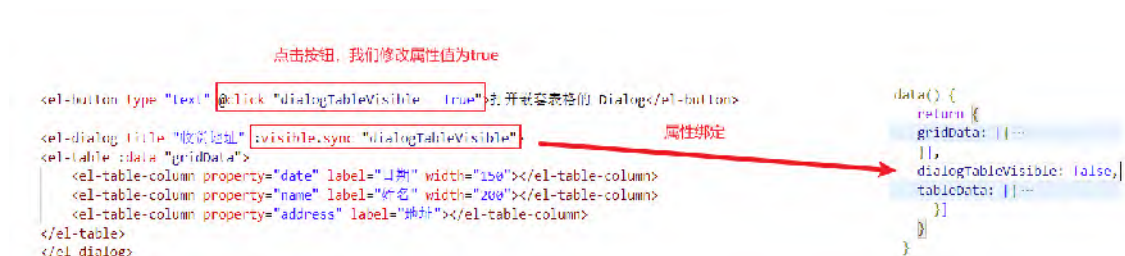 点击按钮，我们修改属性值为true
<el-button type="text" @click="dialogTableVisible = true">打开嵌套表格的 Dialog</el-button>
<el-dialog title="收货地址" :visible.sync="dialogTableVisible">
属性绑定
<el-table :data="gridData">
<el-table-column property="date" label="日期" width="150"></el-table-column>
<el-table-column property="name" label="姓名" width="200"></el-table-column>
<el-table-column property="address" label="地址"></el-table-column>
</el-table>
</el-dialog>
data() {
return {
gridData: [{…
}],
dialogTableVisible: false,
tableData: [{…
}]
}
}